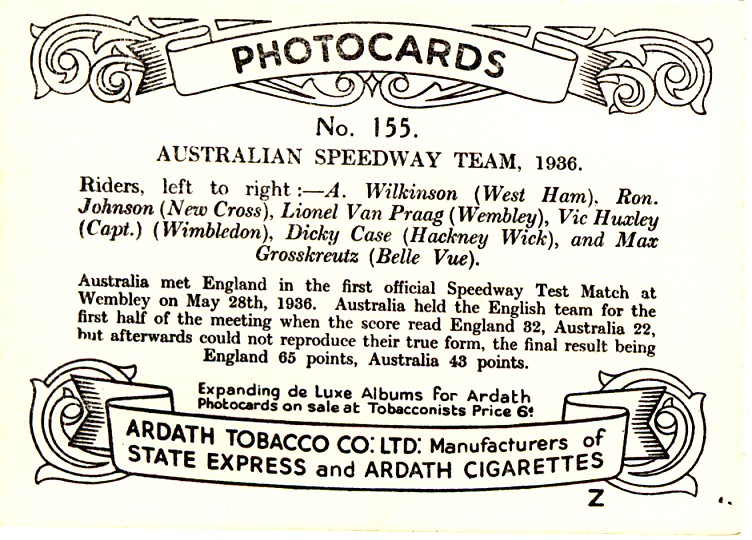 PHOTOCARDS
No. 155.
AUSTRALIAN SPEEDWAY TEAM, 1936.
Riders, left to right :—A. Wilkinson (West Ham). Ron.
Johnson (New Cross), Lionel Van Praag (Wembley), Vic Huxley
(Capt.) (Wimbledon), Dicky Case (Hackney Wick), and Max
Grosskreutz (Belle Vue).
Australia met England in the first official Speedway Test Match at
Wembley on May 28th, 1936. Australia held the English team for the
first half of the meeting when the score read England 32, Australia 22,
but afterwards could not reproduce their true form, the final result being
England 65 points, Australia 43 points.
Expanding de Luxe Albums for Ardath
Photocards on sale at Tobacconists Price 6d
ARDATH TOBACCO CO. LTD. Manufacturers of
STATE EXPRESS and ARDATH CIGARETTES
Z